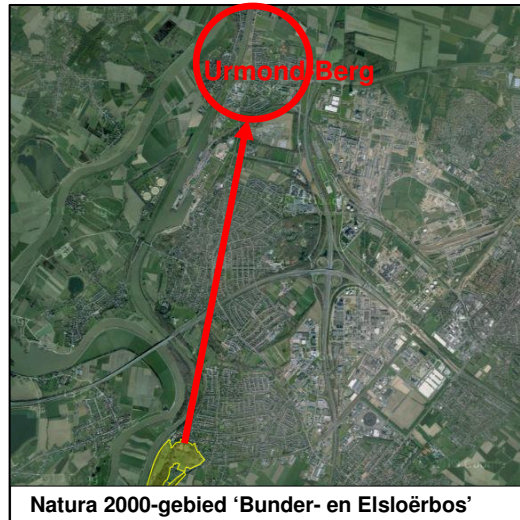 Urmond-Berg
Natura 2000-gebied ‘Bunder- en Elsloërbos’